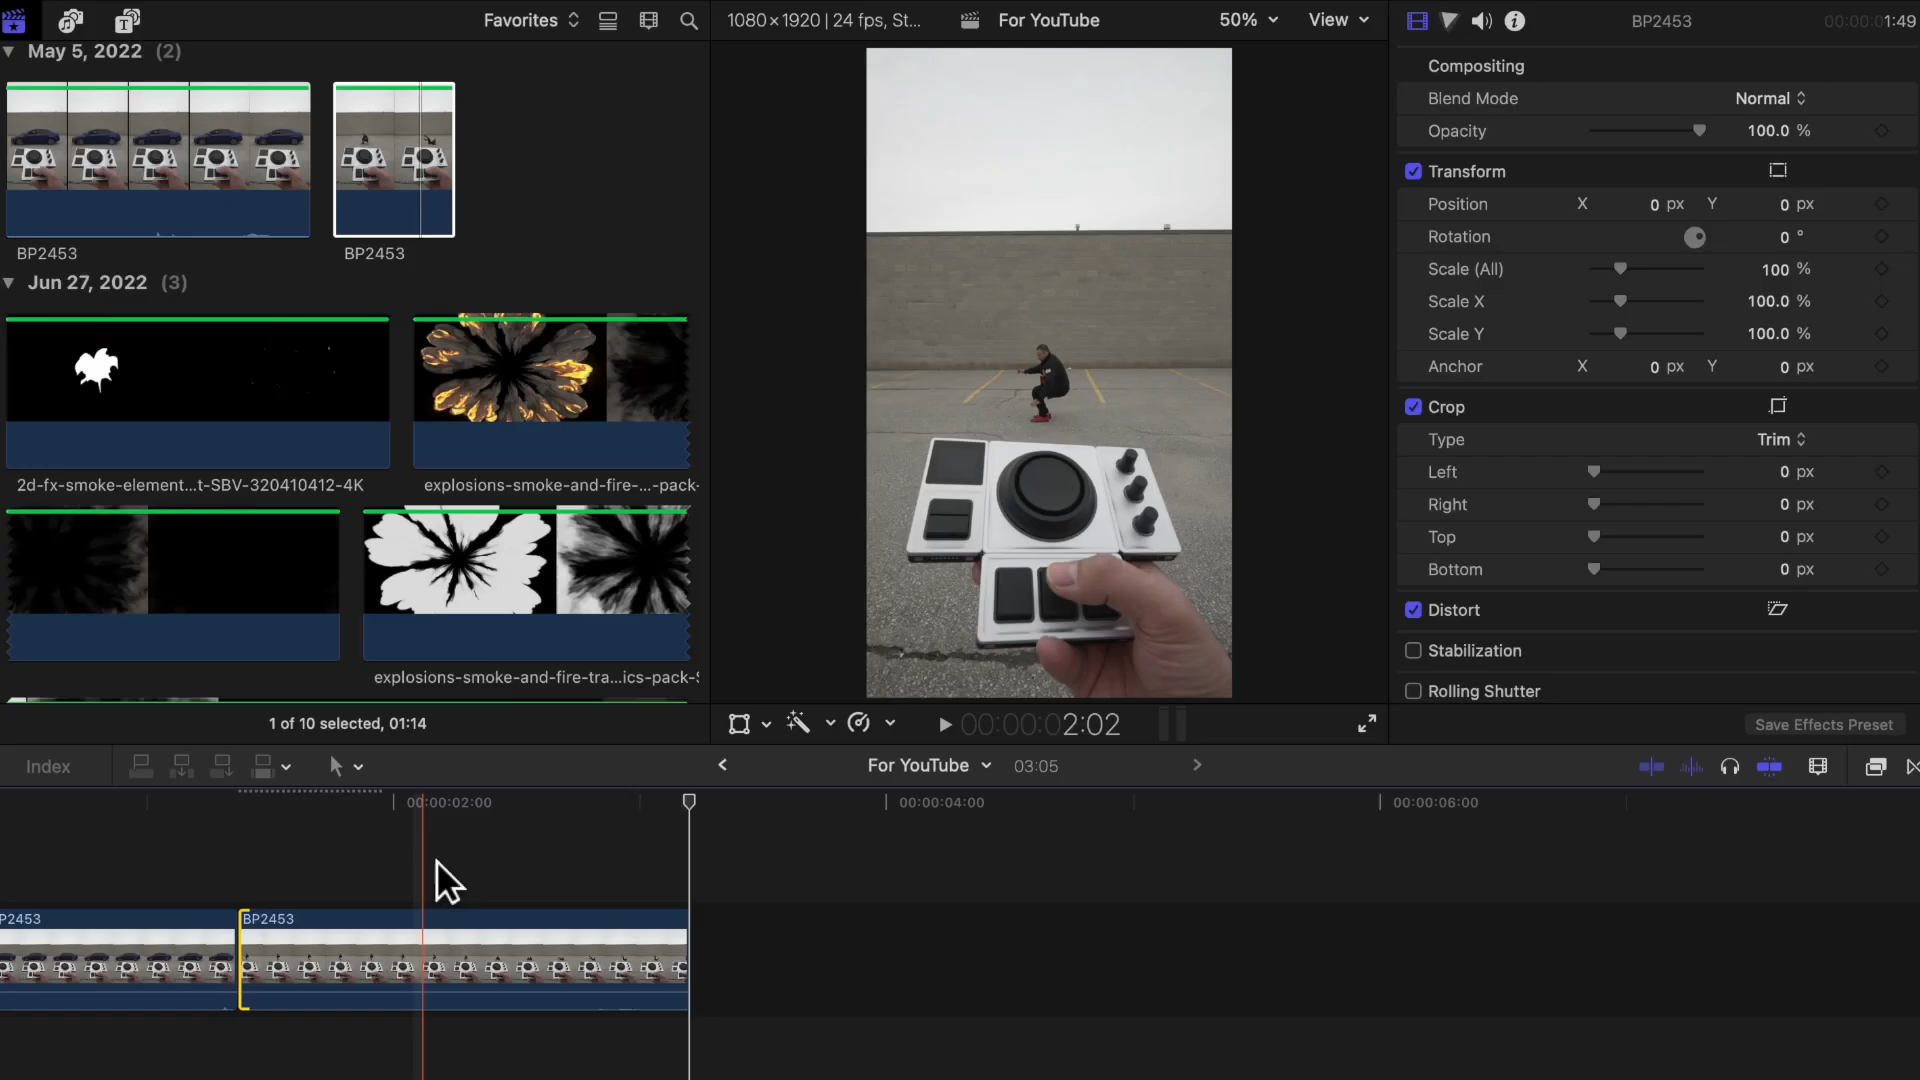 Favorites
1080×1920 | 24 fps, St...
For YouTube
50%
View
BP2453
00:00:01:49
May 5, 2022 (2)
BP2453
BP2453
Jun 27, 2022 (3)
2d-fx-smoke-element...t-SBV-320410412-4K
explosions-smoke-and-fire-...-pack-
explosions-smoke-and-fire-tra...ics-pack-S
1 of 10 selected, 01:14
00:00:02:02
Compositing
Blend Mode Normal
Opacity 100.0 %
Transform
Position X 0 px Y 0 px
Rotation 0 °
Scale (All) 100 %
Scale X 100.0 %
Scale Y 100.0 %
Anchor X 0 px Y 0 px
Crop
Type Trim
Left 0 px
Right 0 px
Top 0 px
Bottom 0 px
Distort
Stabilization
Rolling Shutter
Save Effects Preset
Index
For YouTube 03:05
00:00:02:00
00:00:04:00
00:00:06:00
P2453
BP2453